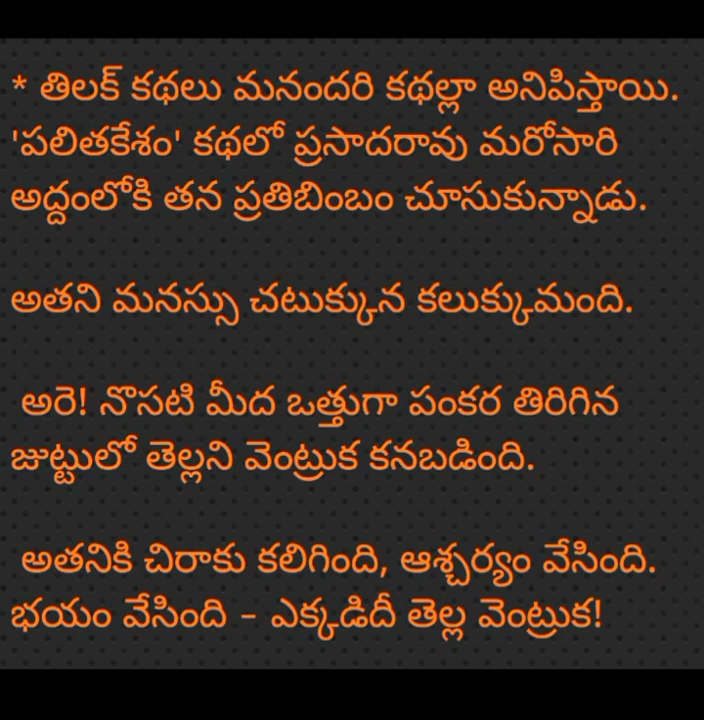 * తిలక్ కథలు మనందరి కథల్లా అనిపిస్తాయి.
'పలితకేశం' కథలో ప్రసాదరావు మరోసారి
అద్దంలోకి తన ప్రతిబింబం చూసుకున్నాడు.
అతని మనస్సు చటుక్కున కలుక్కుమంది.
అరె! నొసటి మీద ఒత్తుగా పంకర తిరిగిన
జుట్టులో తెల్లని వెంట్రుక కనబడింది.
అతనికి చిరాకు కలిగింది, ఆశ్చర్యం వేసింది.
భయం వేసింది - ఎక్కడిదీ తెల్ల వెంట్రుక!